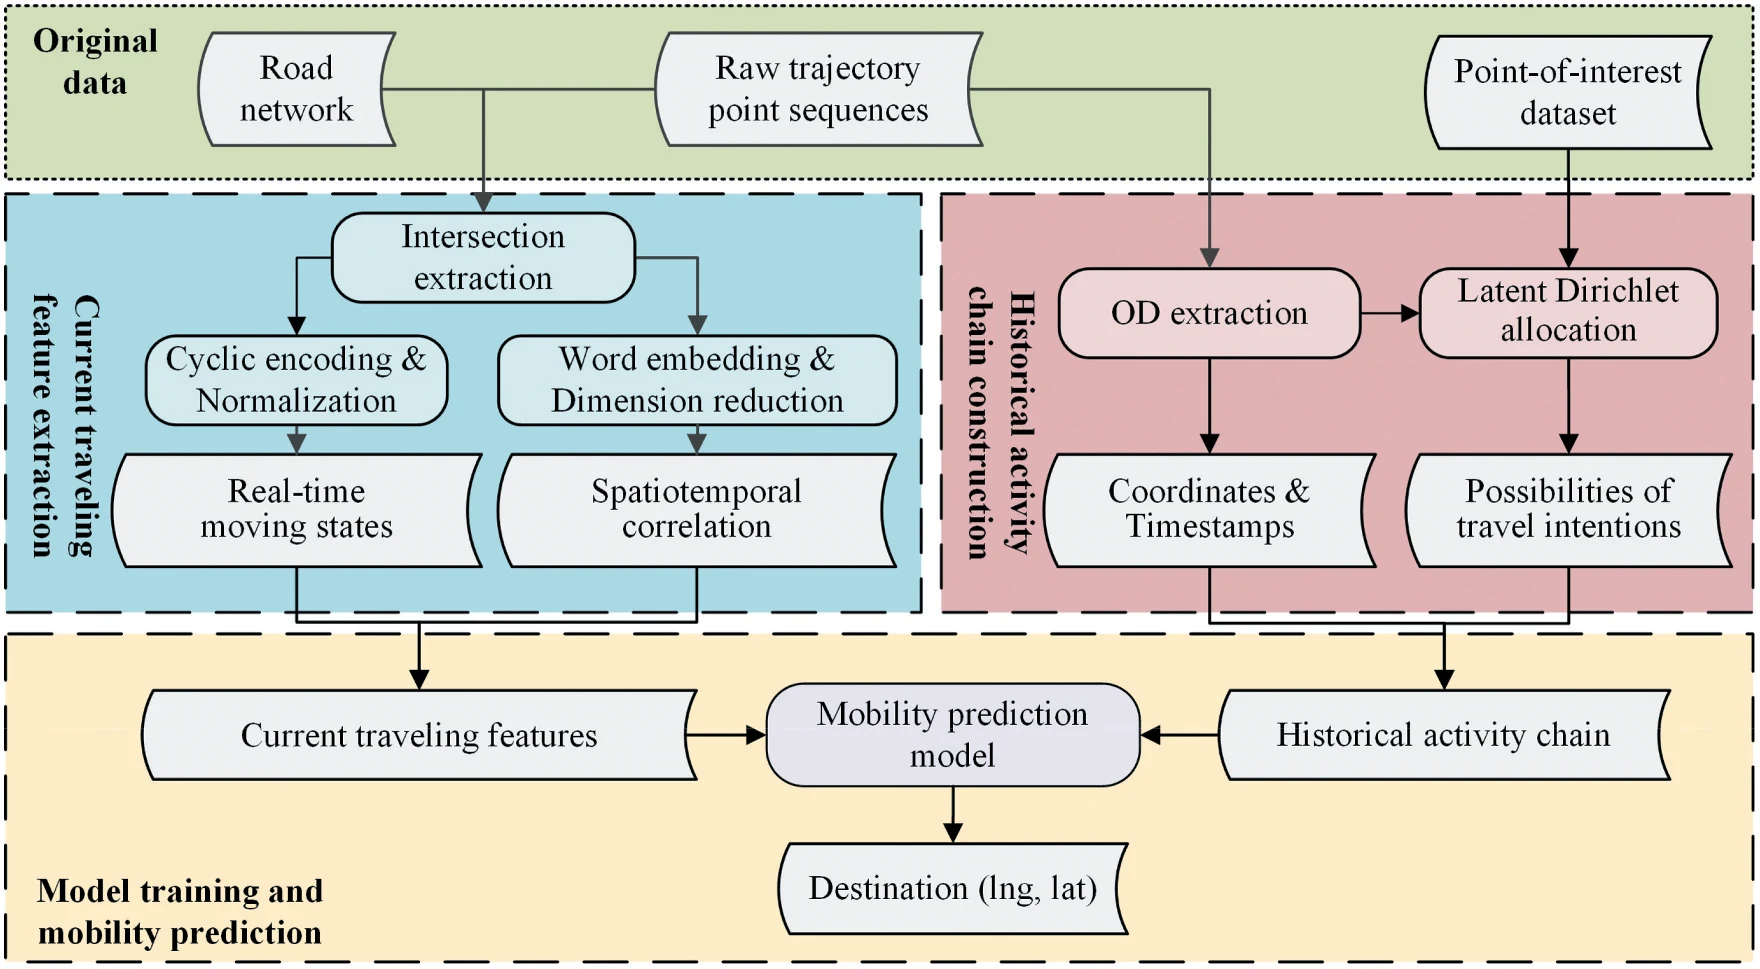 Original
data
Road
network
Raw trajectory
point sequences
Point-of-interest
dataset
Current traveling
feature extraction
Intersection
extraction
Cyclic encoding &
Normalization
Word embedding &
Dimension reduction
Real-time
moving states
Spatiotemporal
correlation
Historical activity
chain construction
OD extraction
Latent Dirichlet
allocation
Coordinates &
Timestamps
Possibilities of
travel intentions
Current traveling features
Mobility prediction
model
Historical activity chain
Destination (lng, lat)
Model training and
mobility prediction